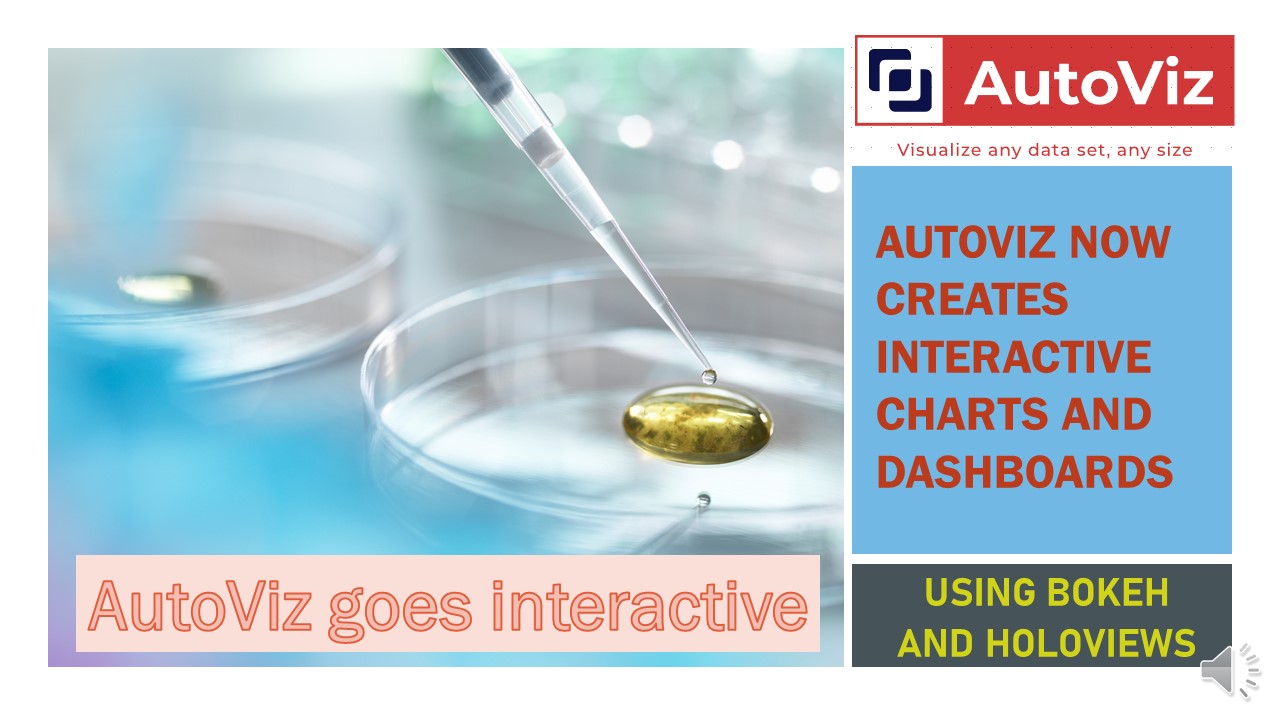 AutoViz
Visualize any data set, any size
AUTOVIZ NOW
CREATES
INTERACTIVE
CHARTS AND
DASHBOARDS
AutoViz goes interactive
USING BOKEH
AND HOLOVIEWS